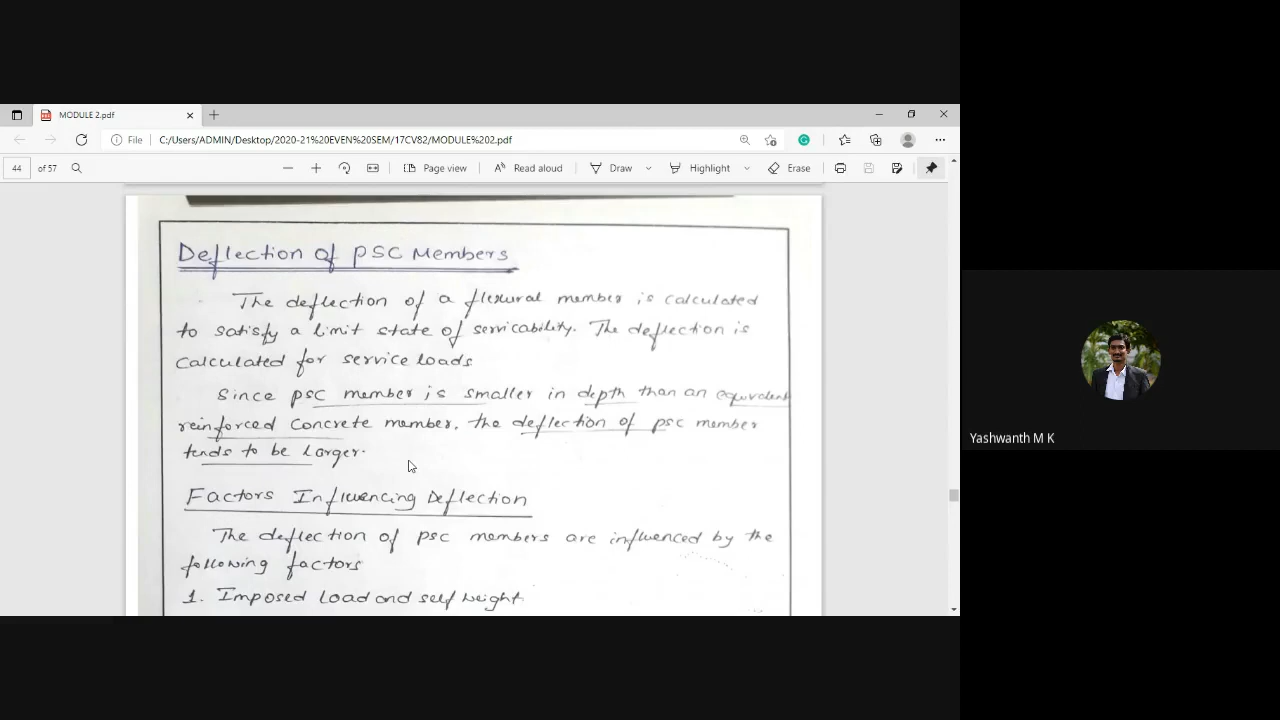 MODULE 2.pdf
File C:/Users/ADMIN/Desktop/2020-21%20EVEN%20SEM/17CV82/MODULE%202.pdf
44 of 57 Page view Read aloud Draw Highlight Erase
Deflection of PSC Members
The deflection of a flexural member is calculated
to satisfy a limit state of servicability. The deflection is
calculated for service loads
Since PSC member is smaller in depth than an equivalent
reinforced concrete member, the deflection of psc member
tends to be larger.
Factors Influencing Deflection
The deflection of psc members are influenced by the
following factors
1. Imposed load and self weight.
Yashwanth M K